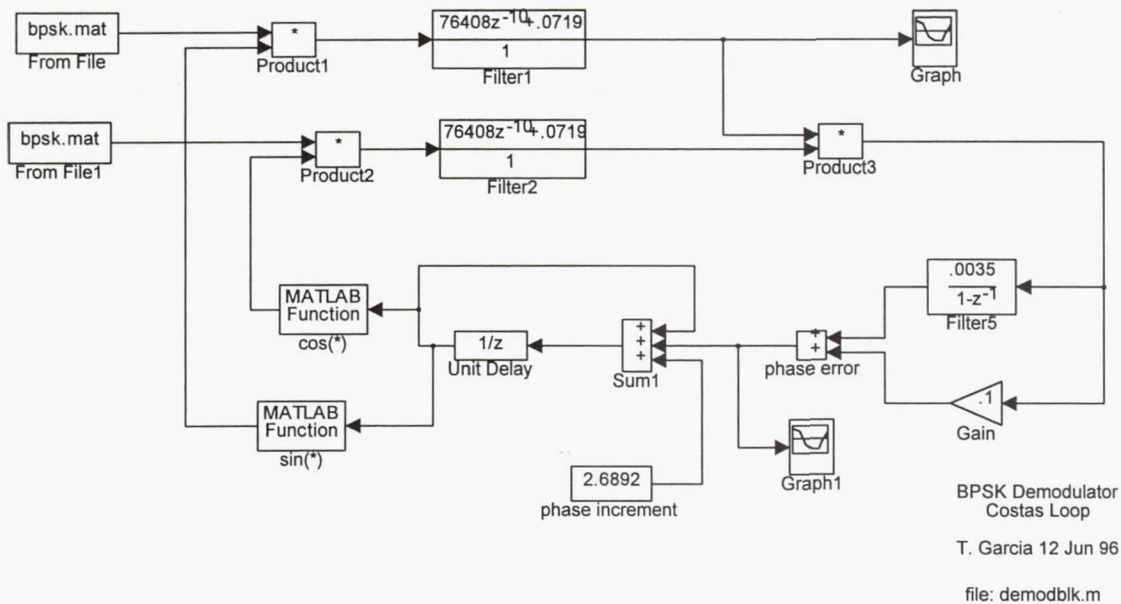 bpsk.mat
From File
*
Product1
76408z-10+.0719
1
Filter1
Graph
bpsk.mat
From File1
*
Product2
76408z-10+.0719
1
Filter2
*
Product3
MATLAB
Function
cos(*)
1/z
Unit Delay
+
+
+
Sum1
+
+
phase error
.0035
1-z-1
Filter5
MATLAB
Function
sin(*)
.1
Gain
Graph1
2.6892
phase increment
BPSK Demodulator
Costas Loop
T. Garcia 12 Jun 96
file: demodblk.m